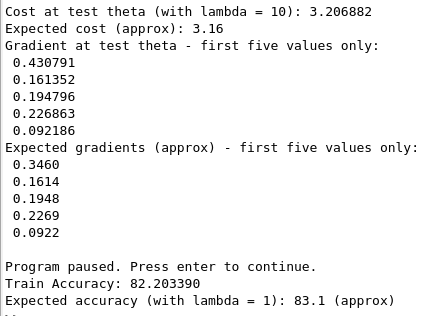 Cost at test theta (with lambda = 10): 3.206882
Expected cost (approx): 3.16
Gradient at test theta - first five values only:
0.430791
0.161352
0.194796
0.226863
0.092186
Expected gradients (approx) - first five values only:
0.3460
0.1614
0.1948
0.2269
0.0922
Program paused. Press enter to continue.
Train Accuracy: 82.203390
Expected accuracy (with lambda = 1): 83.1 (approx)